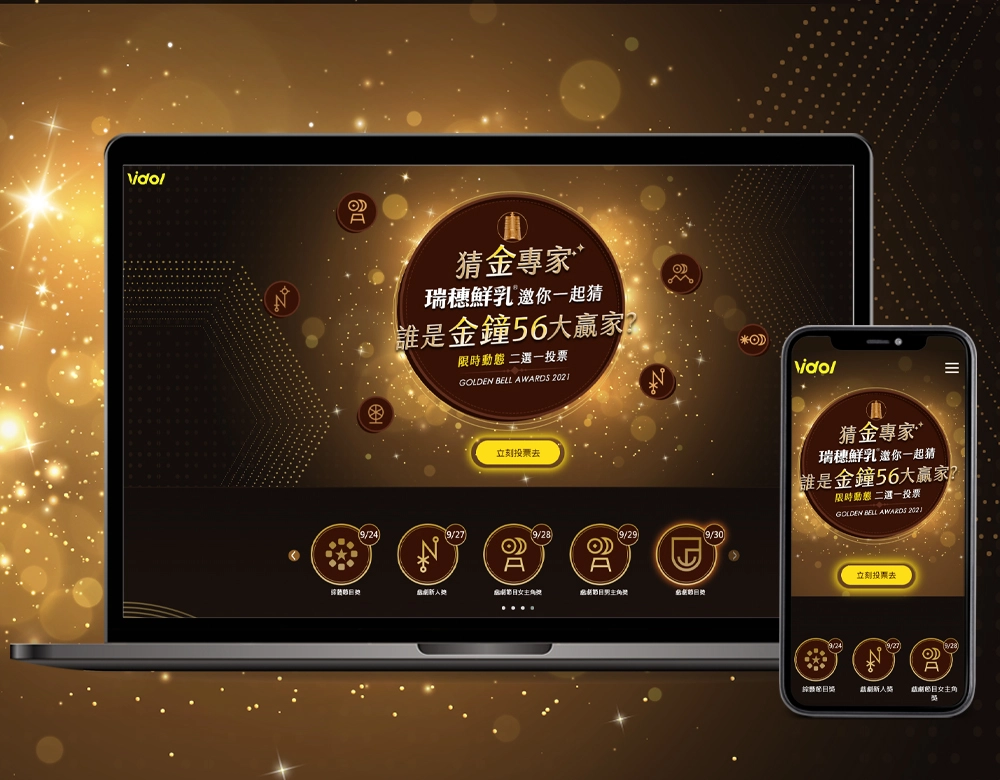 Vidol
猜金專家
瑞穗鮮乳®邀你一起猜
誰是金鐘56大贏家?
限時動態 二選一投票
GOLDEN BELL AWARDS 2021
立刻投票去
9/24
9/27
9/28
9/29
9/30
綜藝節目獎
戲劇新人獎
戲劇節目女主角獎
戲劇節目男主角獎
戲劇節目獎
Vidol
猜金專家
瑞穗鮮乳®邀你一起猜
誰是金鐘56大贏家?
限時動態 二選一投票
GOLDEN BELL AWARDS 2021
立刻投票去
9/24
9/27
9/28
綜藝節目獎
戲劇新人獎
戲劇節目女主角
獎